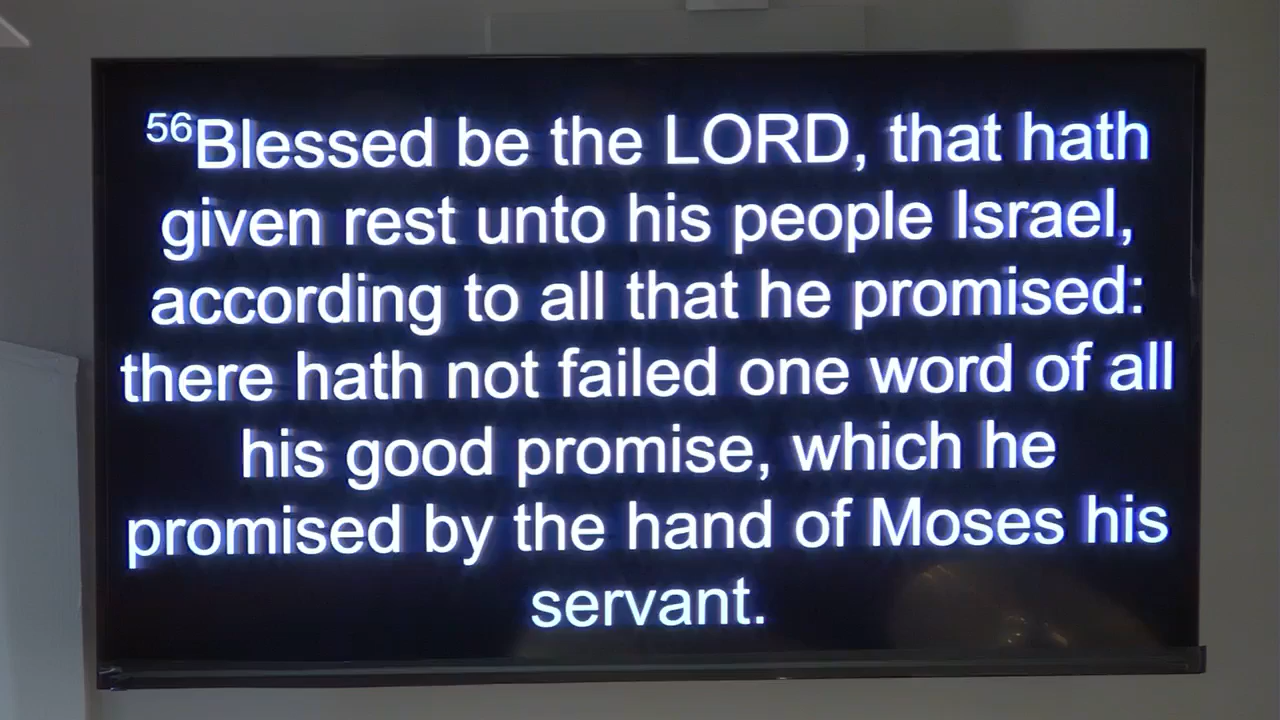 56Blessed be the LORD, that hath
given rest unto his people Israel,
according to all that he promised:
there hath not failed one word of all
his good promise, which he
promised by the hand of Moses his
servant.